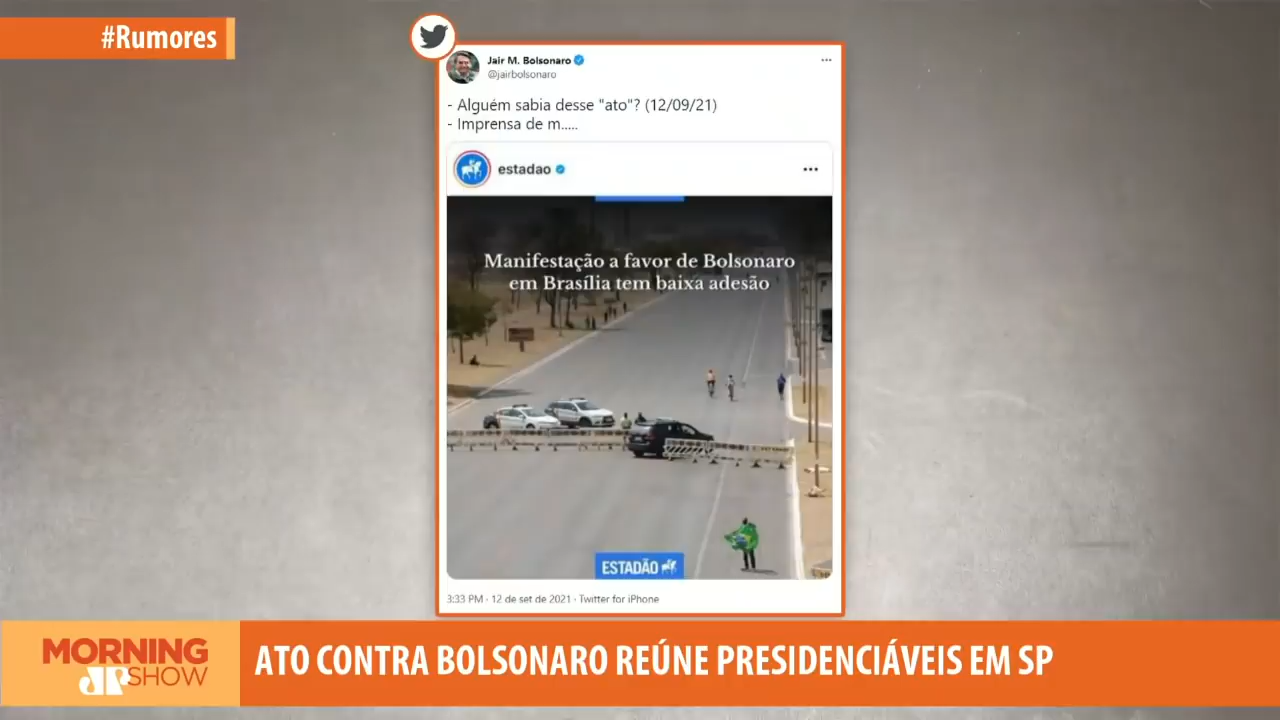 #Rumores
Jair M. Bolsonaro
@jairbolsonaro
- Alguém sabia desse "ato"? (12/09/21)
- Imprensa de m.....
estadao
Manifestação a favor de Bolsonaro
em Brasília tem baixa adesão
ESTADÃO
3:33 PM · 12 de set de 2021 · Twitter for iPhone
MORNING
JP SHOW
ATO CONTRA BOLSONARO REÚNE PRESIDENCIÁVEIS EM SP